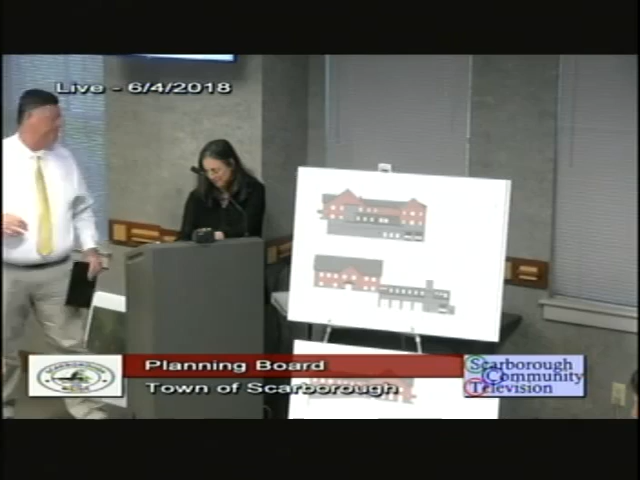 Live - 6/4/2018
Planning Board
Town of Scarborough
Scarborough
Community
Television